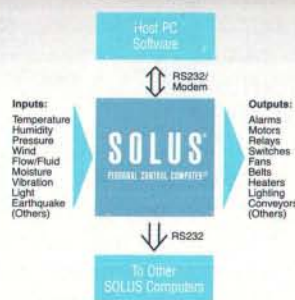 Host PC
Software
RS232/
Modem
Inputs:
Temperature
Humidity
Pressure
Wind
Flow/Fluid
Moisture
Vibration
Light
Earthquake
(Others)
SOLUS
PERSONAL CONTROL COMPUTER
Outputs:
Alarms
Motors
Relays
Switches
Fans
Belts
Heaters
Lighting
Conveyors
(Others)
RS232
To Other
SOLUS Computers